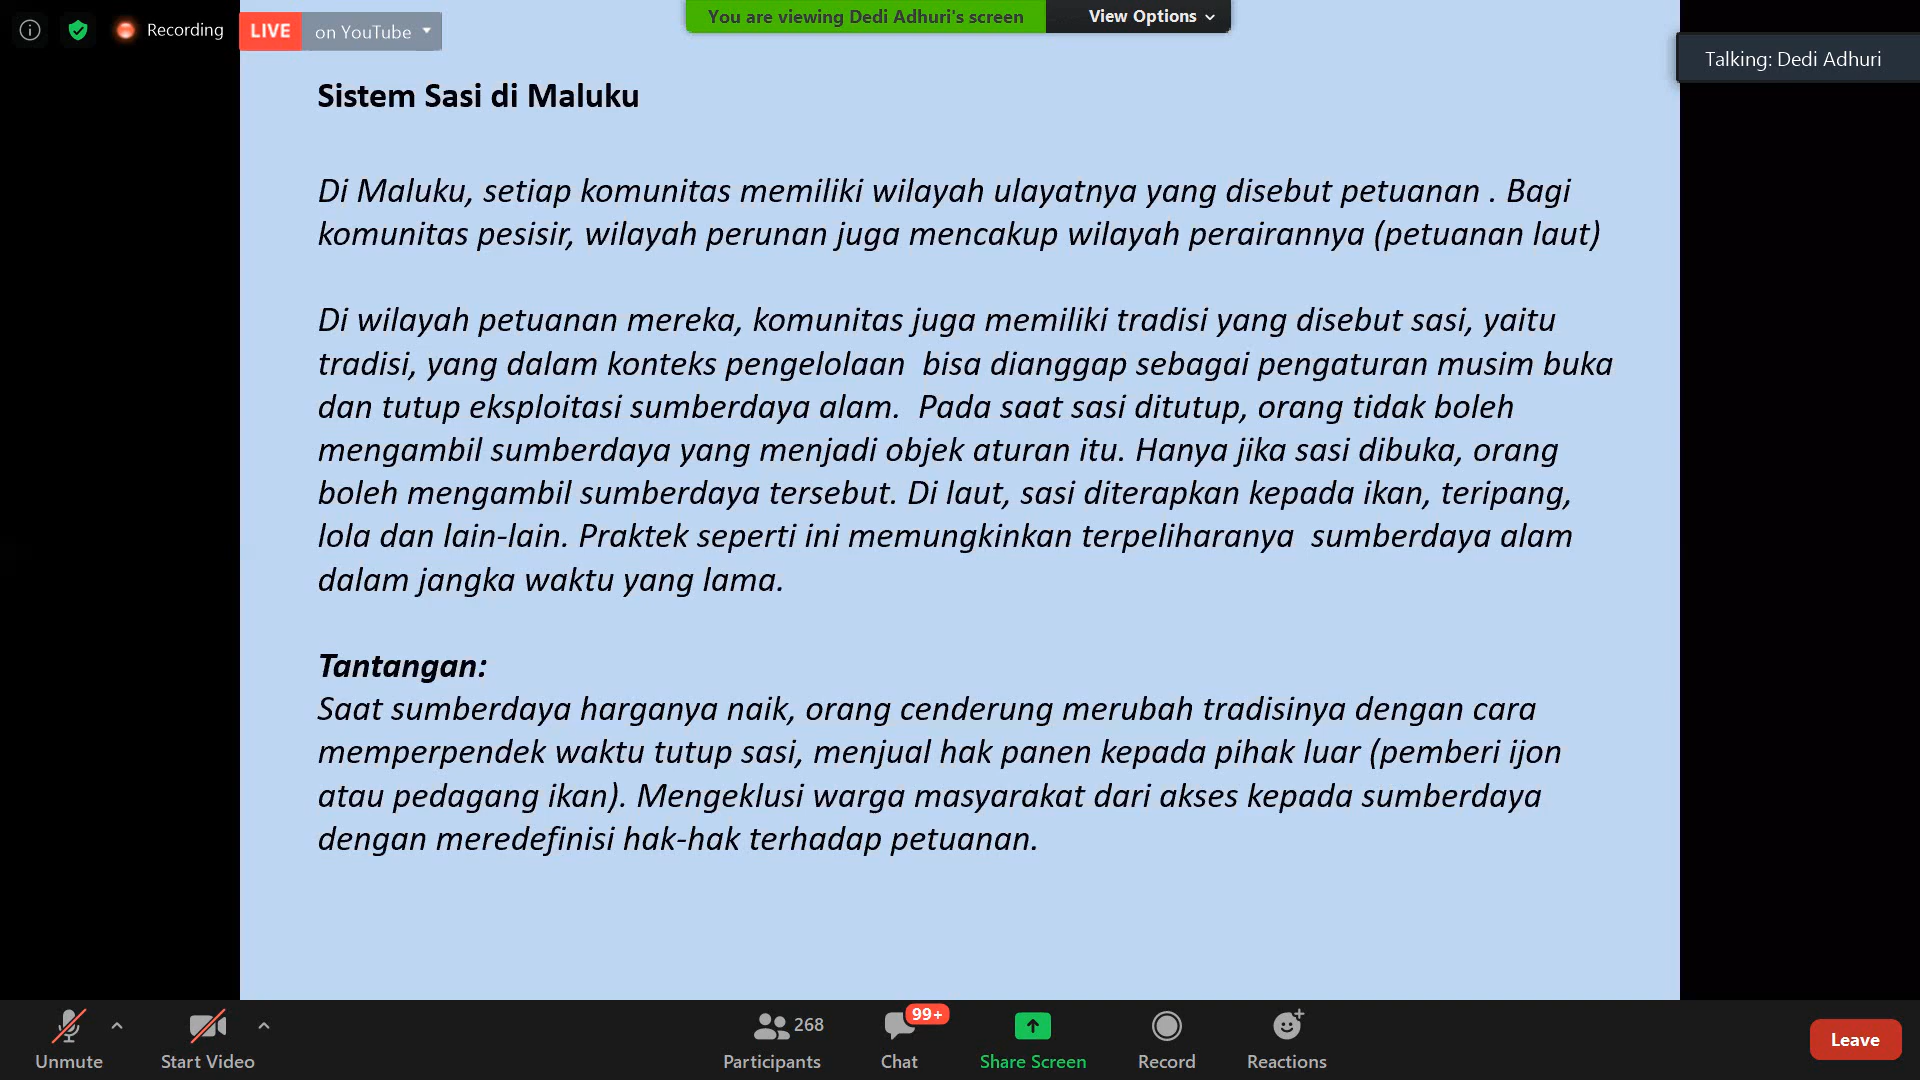 Recording
LIVE on YouTube
You are viewing Dedi Adhuri's screen
View Options
Talking: Dedi Adhuri
Sistem Sasi di Maluku
Di Maluku, setiap komunitas memiliki wilayah ulayatnya yang disebut petuanan . Bagi
komunitas pesisir, wilayah perunan juga mencakup wilayah perairannya (petuanan laut)
Di wilayah petuanan mereka, komunitas juga memiliki tradisi yang disebut sasi, yaitu
tradisi, yang dalam konteks pengelolaan  bisa dianggap sebagai pengaturan musim buka
dan tutup eksploitasi sumberdaya alam.  Pada saat sasi ditutup, orang tidak boleh
mengambil sumberdaya yang menjadi objek aturan itu. Hanya jika sasi dibuka, orang
boleh mengambil sumberdaya tersebut. Di laut, sasi diterapkan kepada ikan, teripang,
lola dan lain-lain. Praktek seperti ini memungkinkan terpeliharanya  sumberdaya alam
dalam jangka waktu yang lama.
Tantangan:
Saat sumberdaya harganya naik, orang cenderung merubah tradisinya dengan cara
memperpendek waktu tutup sasi, menjual hak panen kepada pihak luar (pemberi ijon
atau pedagang ikan). Mengeklusi warga masyarakat dari akses kepada sumberdaya
dengan meredefinisi hak-hak terhadap petuanan.
Unmute
Start Video
268
Participants
99+
Chat
Share Screen
Record
Reactions
Leave